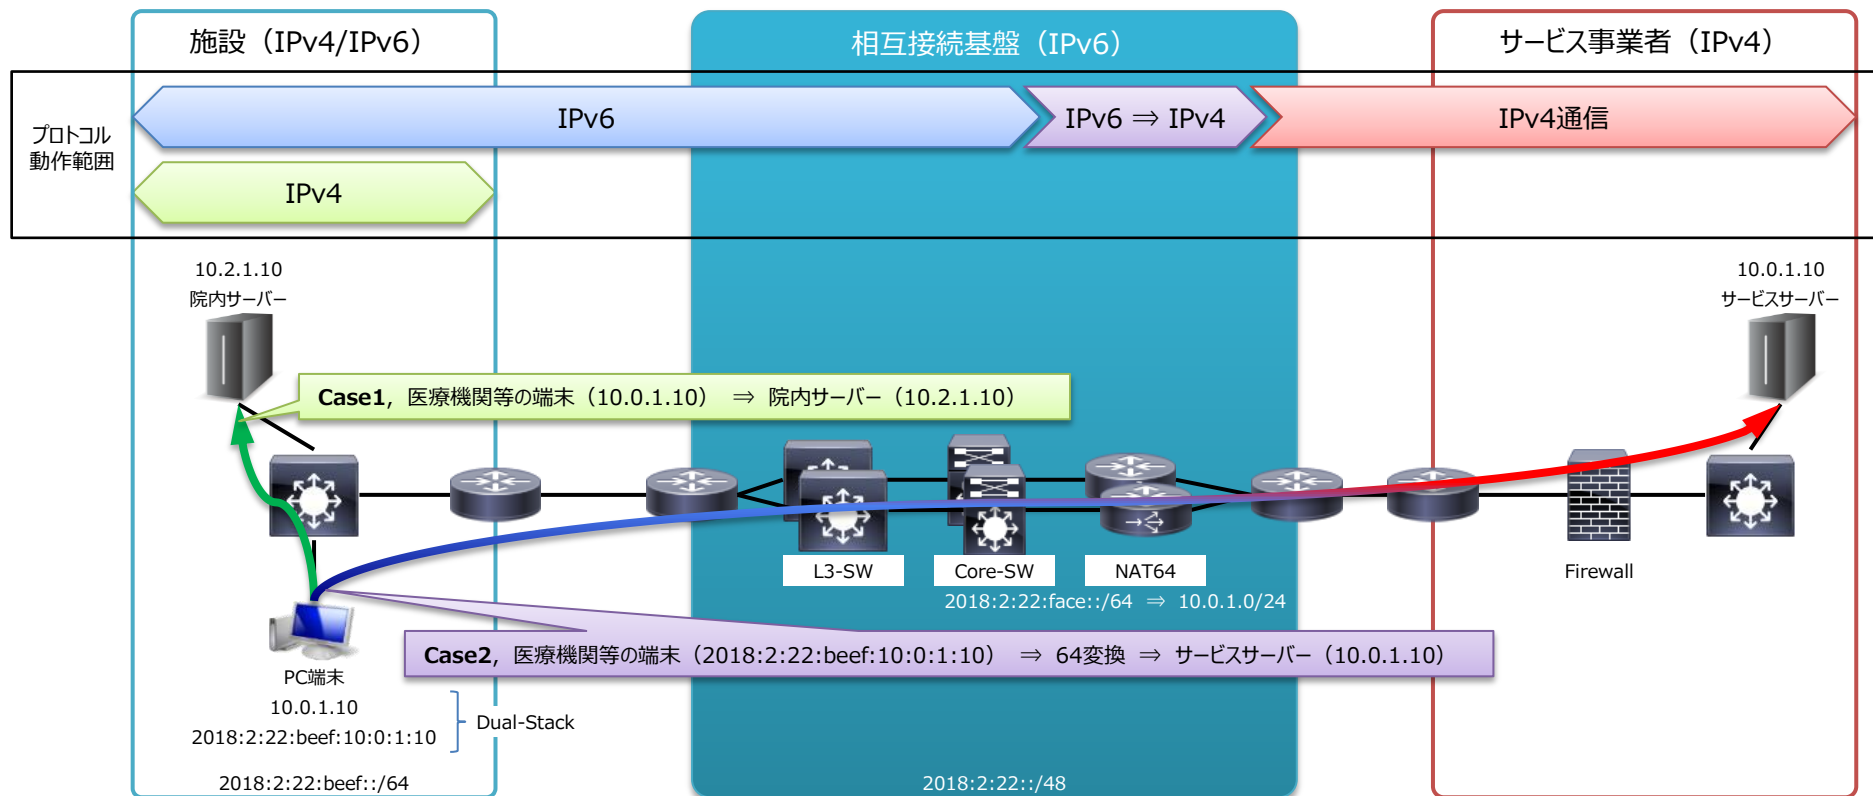 施設（IPv4/IPv6）
相互接続基盤（IPv6）
サービス事業者（IPv4）
プロトコル
動作範囲
IPv6
IPv6 ⇒ IPv4
IPv4通信
IPv4
10.2.1.10
院内サーバー
10.0.1.10
サービスサーバー
Case1, 医療機関等の端末（10.0.1.10） ⇒ 院内サーバー（10.2.1.10）
L3-SW
Core-SW
NAT64
Firewall
2018:2:22:face::/64 ⇒ 10.0.1.0/24
Case2, 医療機関等の端末（2018:2:22:beef:10:0:1:10） ⇒ 64変換 ⇒ サービスサーバー（10.0.1.10）
PC端末
10.0.1.10
2018:2:22:beef:10:0:1:10
Dual-Stack
2018:2:22:beef::/64
2018:2:22::/48